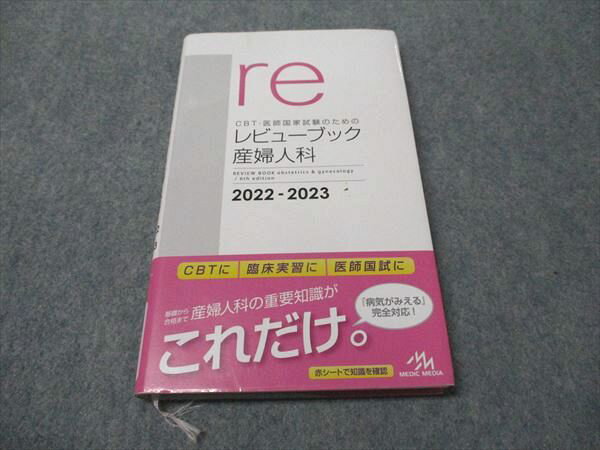 re
CBT・医師国家試験のための
レビューブック
産婦人科
REVIEW BOOK obstetrics & gynecology
/ 6th edition
2022-2023
CBTに
臨床実習に
医師国試に
基礎から
合格まで
産婦人科の重要知識が
これだけ。
『病気がみえる』
完全対応！
赤シートで知識を確認
MEDIC MEDIA